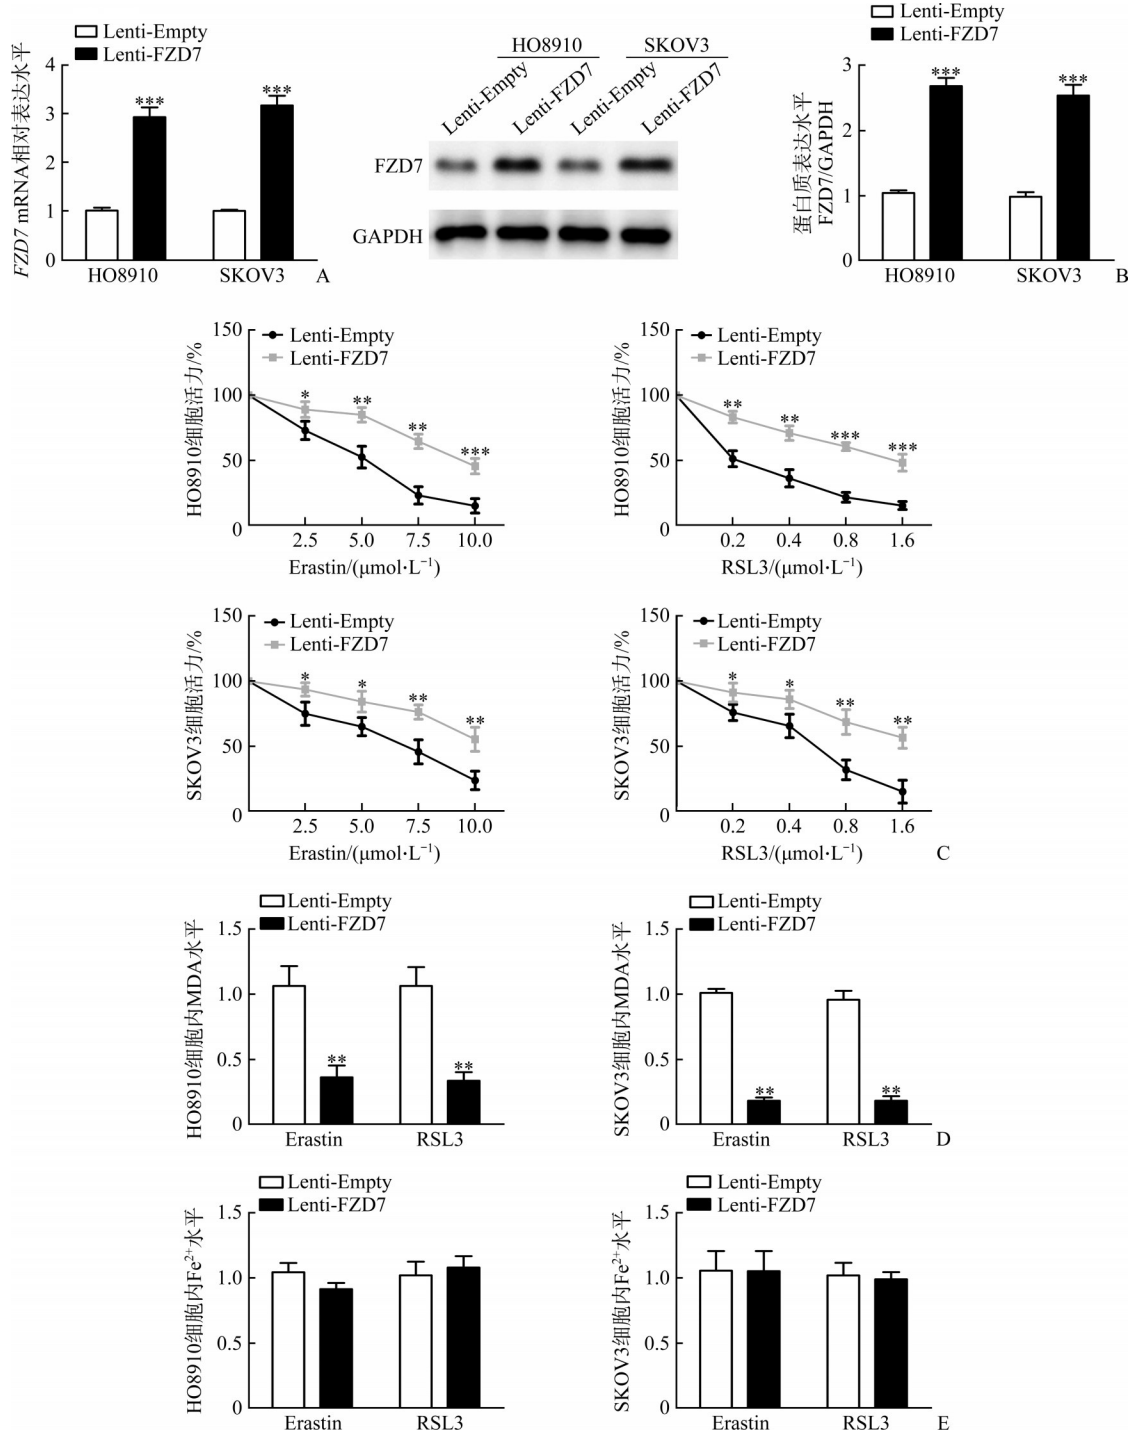 Lenti-Empty
Lenti-FZD7
FZD7 mRNA相对表达水平
4
3
2
1
0
***
***
HO8910
SKOV3
A
HO8910
SKOV3
Lenti-Empty
Lenti-FZD7
Lenti-Empty
Lenti-FZD7
FZD7
GAPDH
Lenti-Empty
Lenti-FZD7
蛋白质表达水平
FZD7/GAPDH
3
2
1
0
***
***
HO8910
SKOV3
B
Lenti-Empty
Lenti-FZD7
HO8910细胞活力/%
150
100
50
0
*
**
**
***
2.5
5.0
7.5
10.0
Erastin/(μmol·L⁻¹)
Lenti-Empty
Lenti-FZD7
HO8910细胞活力/%
150
100
50
0
**
**
***
***
0.2
0.4
0.8
1.6
RSL3/(μmol·L⁻¹)
Lenti-Empty
Lenti-FZD7
SKOV3细胞活力/%
150
100
50
0
*
*
**
**
2.5
5.0
7.5
10.0
Erastin/(μmol·L⁻¹)
Lenti-Empty
Lenti-FZD7
SKOV3细胞活力/%
150
100
50
0
*
*
**
**
0.2
0.4
0.8
1.6
RSL3/(μmol·L⁻¹)
C
Lenti-Empty
Lenti-FZD7
HO8910细胞内MDA水平
1.5
1.0
0.5
0
**
**
Erastin
RSL3
Lenti-Empty
Lenti-FZD7
SKOV3细胞内MDA水平
1.5
1.0
0.5
0
**
**
Erastin
RSL3
D
Lenti-Empty
Lenti-FZD7
HO8910细胞内Fe²⁺水平
1.5
1.0
0.5
0
Erastin
RSL3
Lenti-Empty
Lenti-FZD7
SKOV3细胞内Fe²⁺水平
1.5
1.0
0.5
0
Erastin
RSL3
E